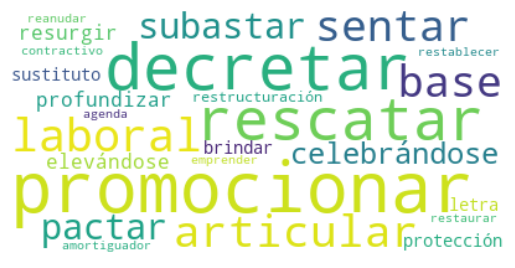 reanudar
resurgir
subastar
sentar
contractivo
restablecer
sustituto
decretar
base
profundizar
restructuración
agenda
rescatar
laboral
brindar
celebrándose
elevándose
emprender
promocionar
letra
pactar
articular
restaurar
amortiguador
protección